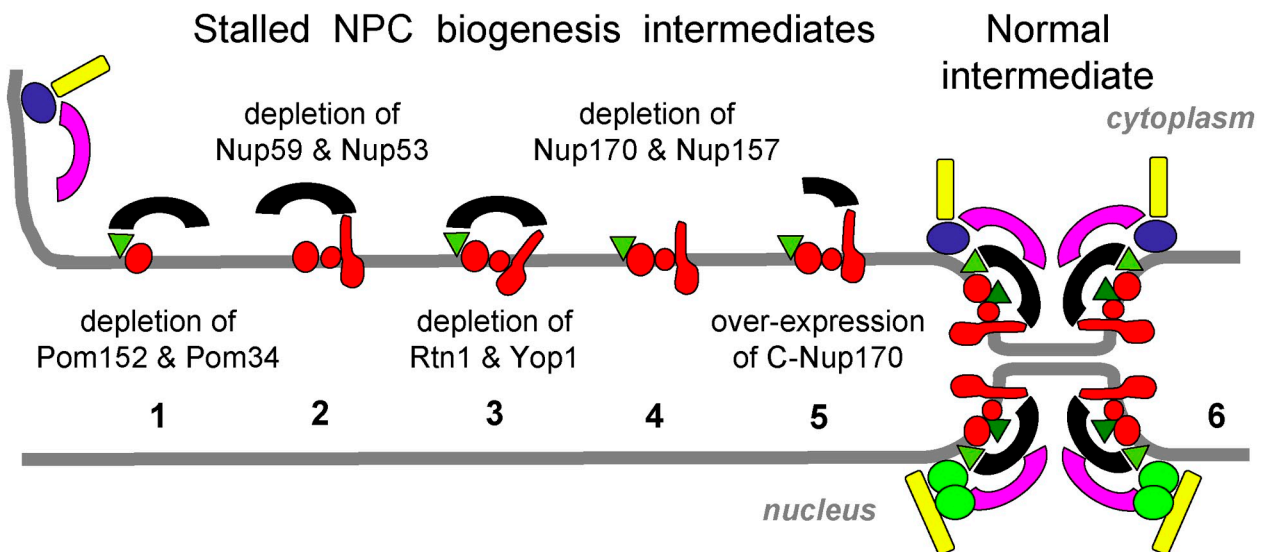 Stalled NPC biogenesis intermediates
Normal
intermediate
cytoplasm
depletion of
Nup59 & Nup53
depletion of
Nup170 & Nup157
depletion of
Pom152 & Pom34
depletion of
Rtn1 & Yop1
over-expression
of C-Nup170
1
2
3
4
5
6
nucleus